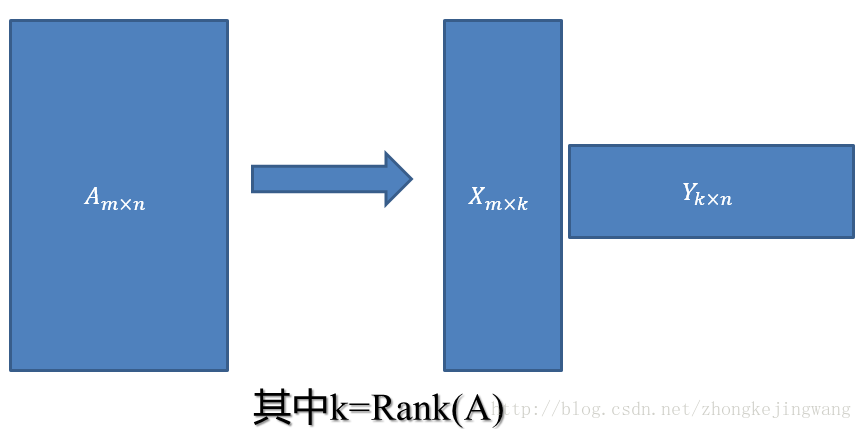 A_{m×n}
X_{m×k}
Y_{k×n}
其中k=Rank(A)
http://blog.csdn.net/zhongkejingwang